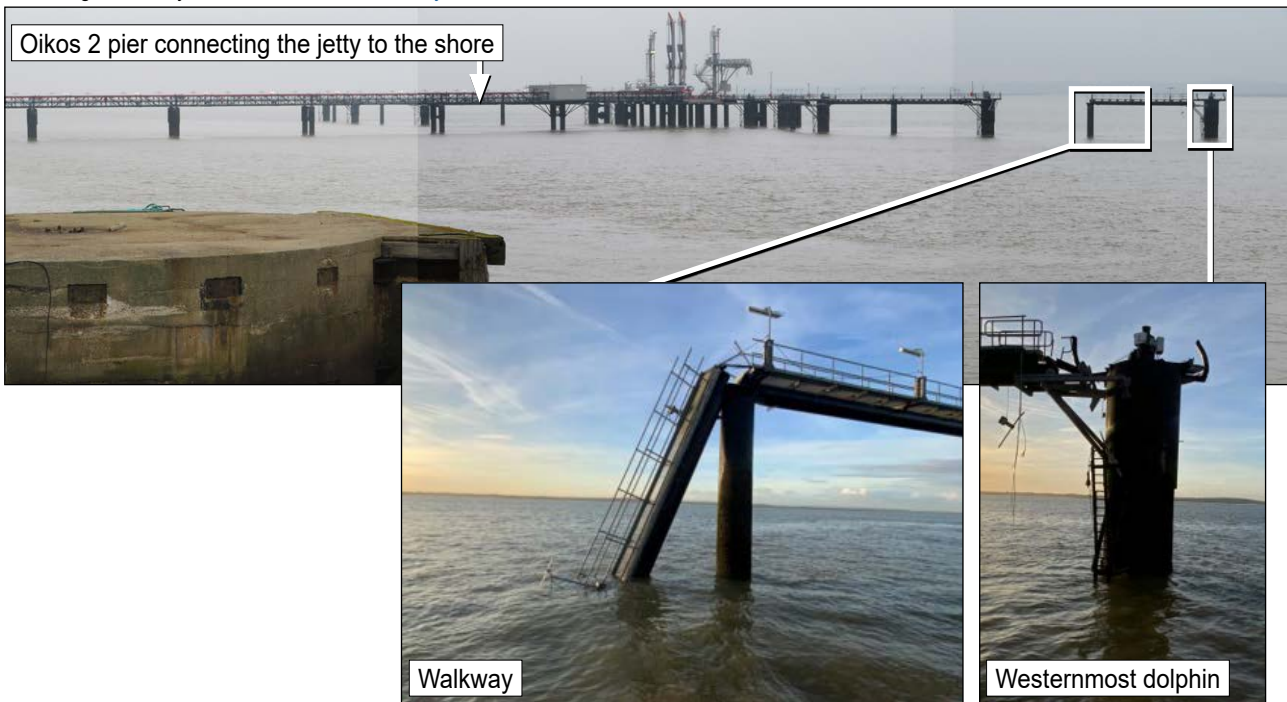 Oikos 2 pier connecting the jetty to the shore
Walkway
Westernmost dolphin